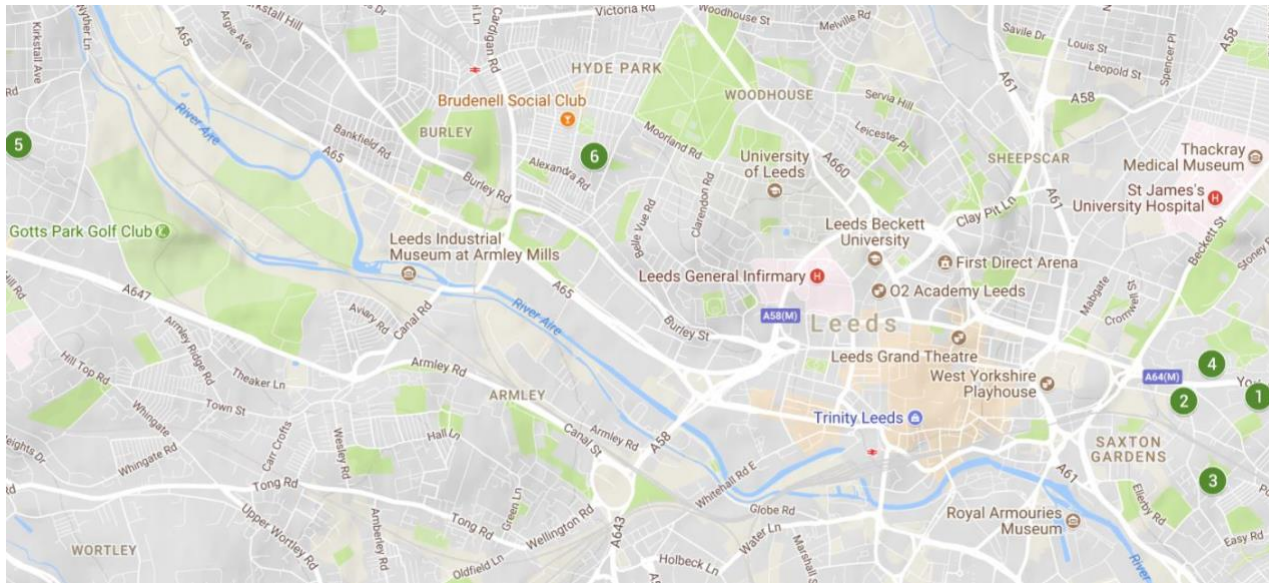 Wyther Ln
Kirkstall Ave
A65
Argie Ave
Cardigan Rd
Victoria Rd
Woodhouse St
Melville Rd
Savile Dr
Louis St
Leopold St
Spencer Pl
A58
A61
A58
HYDE PARK
WOODHOUSE
Servia Hill
Brudenell Social Club
River Aire
BURLEY
Bankfield Rd
A65
Moorland Rd
Leicester Pl
SHEEPSCAR
Thackray
Medical Museum
5
6
Alexandra Rd
University
of Leeds
A660
Burley Rd
Clarendon Rd
Belle Vue Rd
Clay Pit Ln
A61
St James's
University Hospital
Beckett St
Gotts Park Golf Club
Leeds Industrial
Museum at Armley Mills
Leeds Beckett
University
First Direct Arena
Leeds General Infirmary
O2 Academy Leeds
A647
A65
Aviary Rd
Canal Rd
River Aire
Burley St
A58(M)
Leeds
Mabgate
Cromwell St
Armley Ridge Rd
Leeds Grand Theatre
West Yorkshire
Playhouse
A64(M)
4
2
1
Hill Top Rd
Theaker Ln
Armley Rd
ARMLEY
Town St
Whingate
Trinity Leeds
Whingate Rd
Carr Crofts
Wesley Rd
Hall Ln
Canal St
Armley Rd
A58
SAXTON
GARDENS
Tong Rd
Whitehall Rd E
A61
3
Ellerby Rd
Upper Wortley Rd
Amberley Rd
Tong Rd
Green Ln
Wellington Rd
A643
Globe Rd
Water Ln
Royal Armouries
Museum
Easy Rd
WORTLEY
Oldfield Ln
Holbeck Ln
River